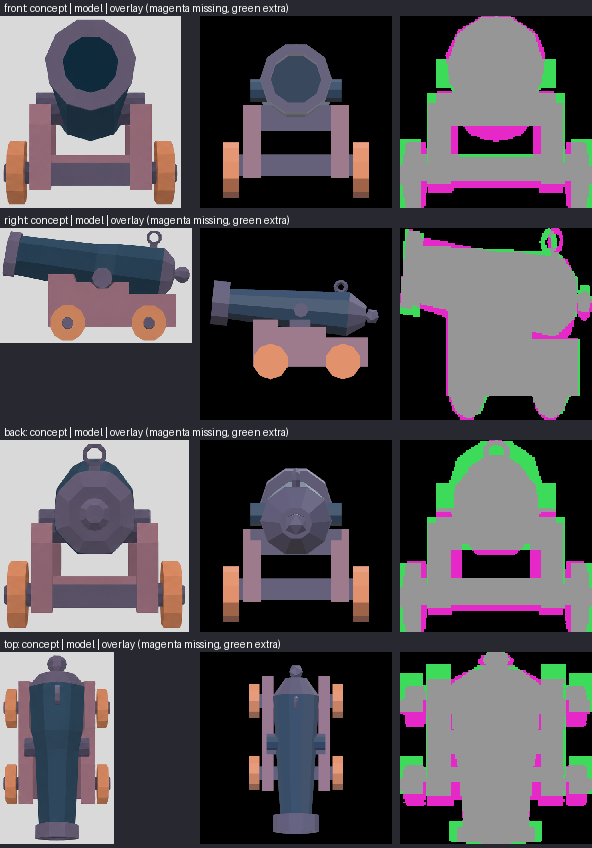 front: concept | model | overlay (magenta missing, green extra)
right: concept | model | overlay (magenta missing, green extra)
back: concept | model | overlay (magenta missing, green extra)
top: concept | model | overlay (magenta missing, green extra)